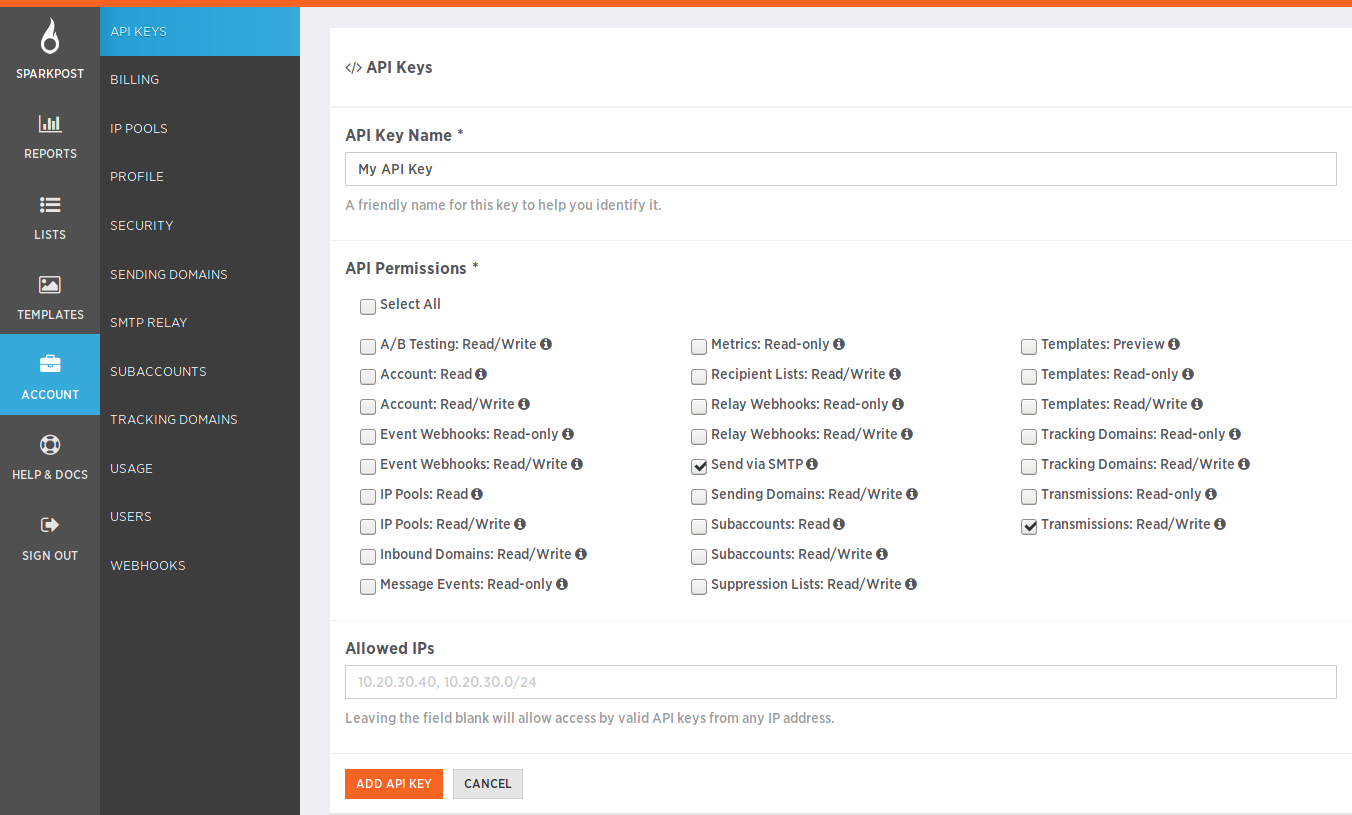 SPARKPOST
REPORTS
LISTS
TEMPLATES
ACCOUNT
HELP & DOCS
SIGN OUT
API KEYS
BILLING
IP POOLS
PROFILE
SECURITY
SENDING DOMAINS
SMTP RELAY
SUBACCOUNTS
TRACKING DOMAINS
USAGE
USERS
WEBHOOKS
</> API Keys
API Key Name *
My API Key
A friendly name for this key to help you identify it.
API Permissions *
Select All
A/B Testing: Read/Write
Account: Read
Account: Read/Write
Event Webhooks: Read-only
Event Webhooks: Read/Write
IP Pools: Read
IP Pools: Read/Write
Inbound Domains: Read/Write
Message Events: Read-only
Metrics: Read-only
Recipient Lists: Read/Write
Relay Webhooks: Read-only
Relay Webhooks: Read/Write
Send via SMTP
Sending Domains: Read/Write
Subaccounts: Read
Subaccounts: Read/Write
Suppression Lists: Read/Write
Templates: Preview
Templates: Read-only
Templates: Read/Write
Tracking Domains: Read-only
Tracking Domains: Read/Write
Transmissions: Read-only
Transmissions: Read/Write
Allowed IPs
10.20.30.40, 10.20.30.0/24
Leaving the field blank will allow access by valid API keys from any IP address.
ADD API KEY
CANCEL